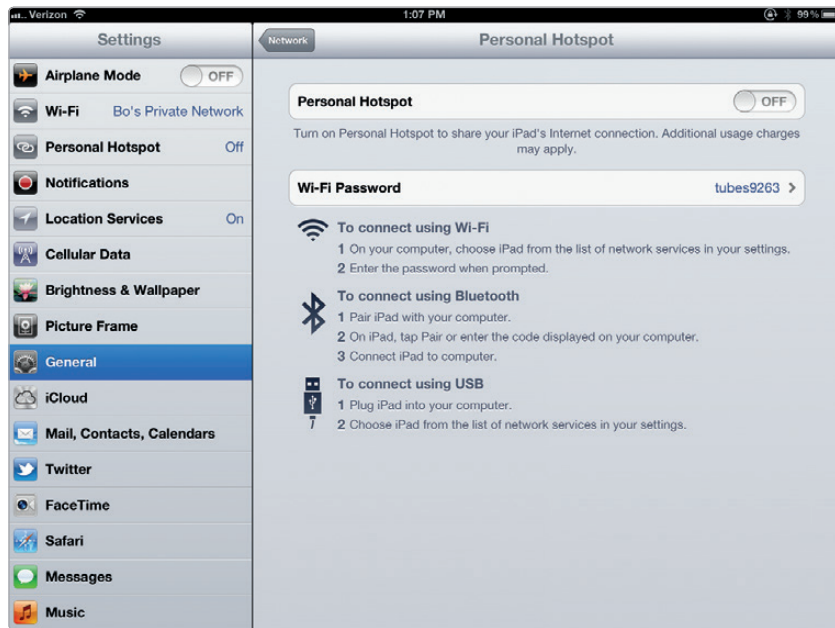 Verizon 1:07 PM 99%
Settings
Network Personal Hotspot
Airplane Mode OFF
Wi-Fi Bo's Private Network
Personal Hotspot Off
Notifications
Location Services On
Cellular Data
Brightness & Wallpaper
Picture Frame
General
iCloud
Mail, Contacts, Calendars
Twitter
FaceTime
Safari
Messages
Music
Personal Hotspot OFF
Turn on Personal Hotspot to share your iPad's Internet connection. Additional usage charges
may apply.
Wi-Fi Password tubes9263
To connect using Wi-Fi
1 On your computer, choose iPad from the list of network services in your settings.
2 Enter the password when prompted.
To connect using Bluetooth
1 Pair iPad with your computer.
2 On iPad, tap Pair or enter the code displayed on your computer.
3 Connect iPad to computer.
To connect using USB
1 Plug iPad into your computer.
2 Choose iPad from the list of network services in your settings.